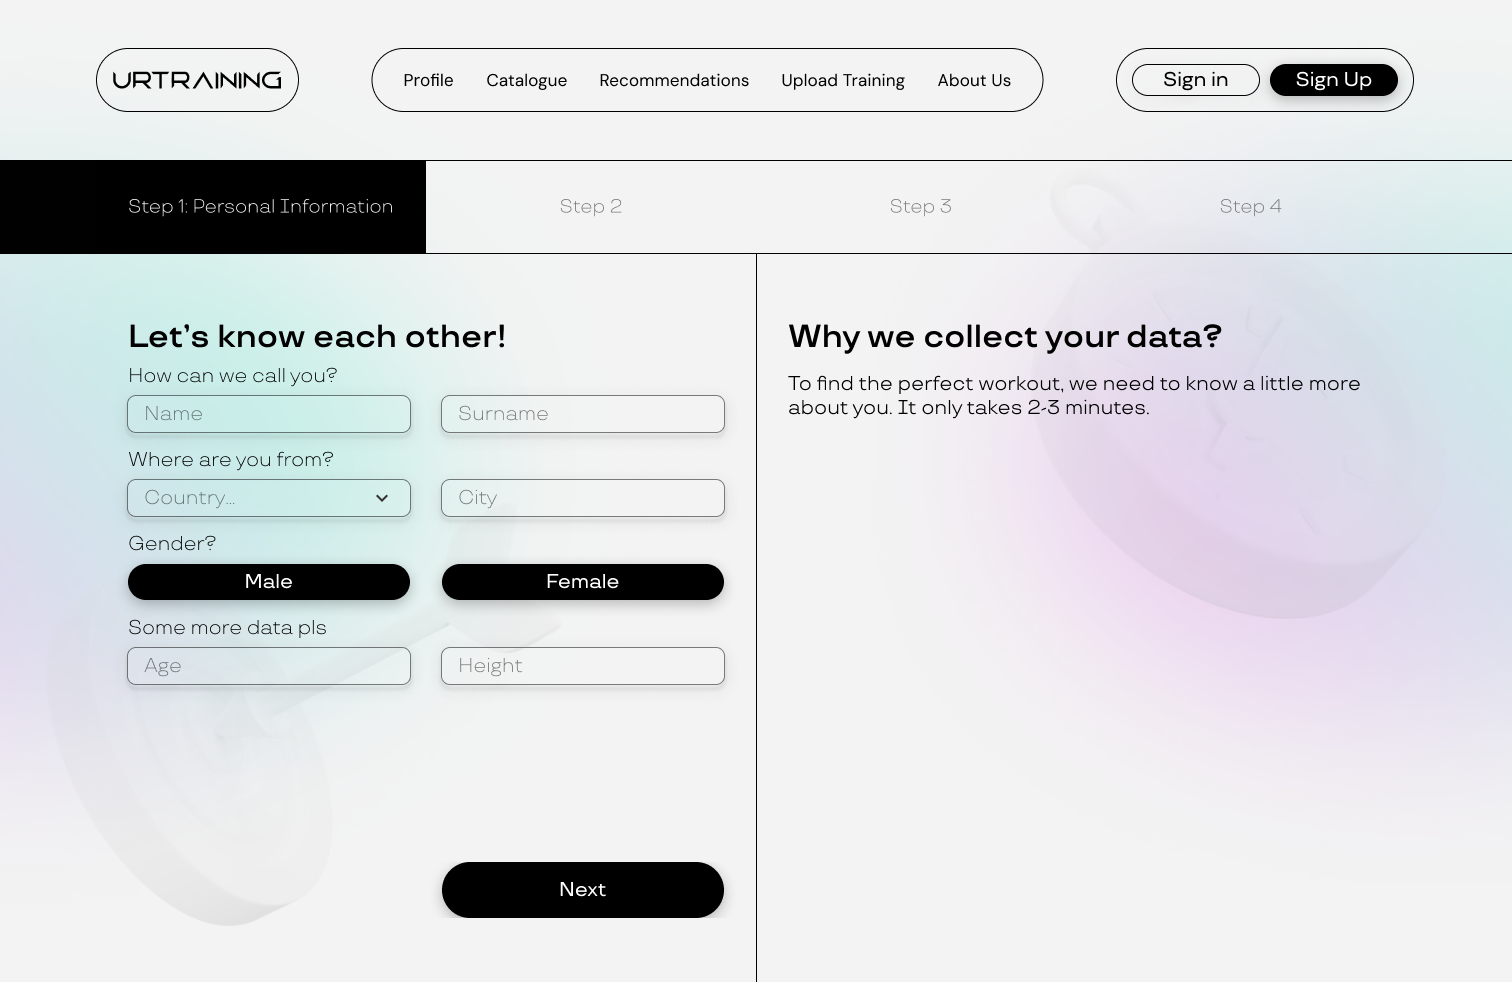 URTRAINING
Profile
Catalogue
Recommendations
Upload Training
About Us
Sign in
Sign Up
Step 1: Personal Information
Step 2
Step 3
Step 4
Let's know each other!
How can we call you?
Name
Surname
Where are you from?
Country...
City
Gender?
Male
Female
Some more data pls
Age
Height
Next
Why we collect your data?
To find the perfect workout, we need to know a little more
about you. It only takes 2-3 minutes.